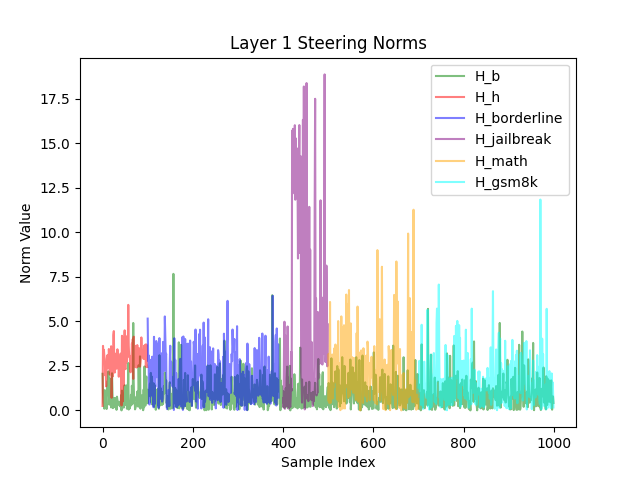 Layer 1 Steering Norms
H_b
H_h
H_borderline
H_jailbreak
H_math
H_gsm8k
Norm Value
17.5
15.0
12.5
10.0
7.5
5.0
2.5
0.0
0
200
400
600
800
1000
Sample Index